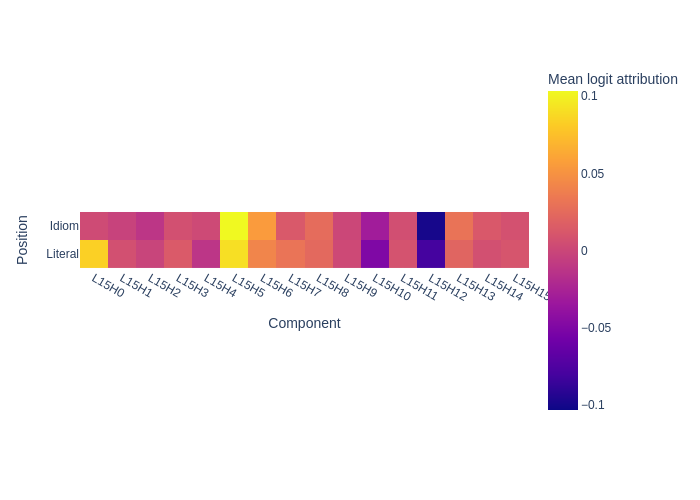 Mean logit attribution
0.1
0.05
0
−0.05
−0.1
Position
Idiom
Literal
L15H0
L15H1
L15H2
L15H3
L15H4
L15H5
L15H6
L15H7
L15H8
L15H9
L15H10
L15H11
L15H12
L15H13
L15H14
L15H15
Component